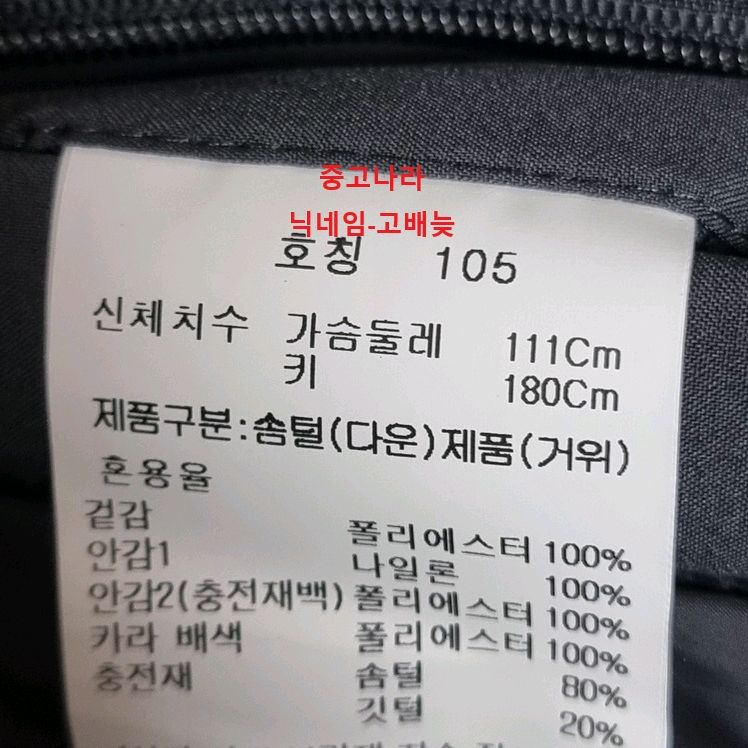 중고나라
닉네임-고배늦
호칭 105
신체치수 가슴둘레 111Cm
키 180Cm
제품구분:솜털(다운)제품(거위)
혼용율
겉감 폴리에스터 100%
안감1 나일론 100%
안감2(충전재백) 폴리에스터 100%
카라 배색 폴리에스터 100%
충전재 솜털 80%
깃털 20%